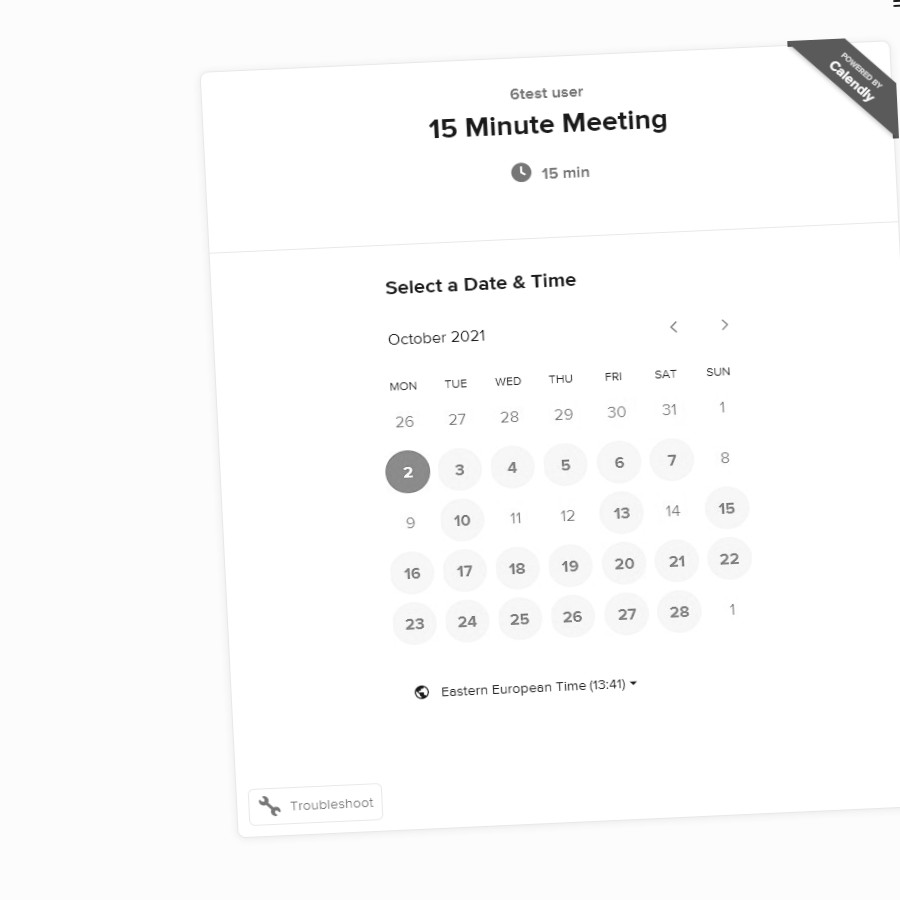 POWERED BY
Calendly
6test user
15 Minute Meeting
15 min
Select a Date & Time
October 2021
MON TUE WED THU FRI SAT SUN
26 27 28 29 30 31 1
2 3 4 5 6 7 8
9 10 11 12 13 14 15
16 17 18 19 20 21 22
23 24 25 26 27 28 1
Eastern European Time (13:41)
Troubleshoot